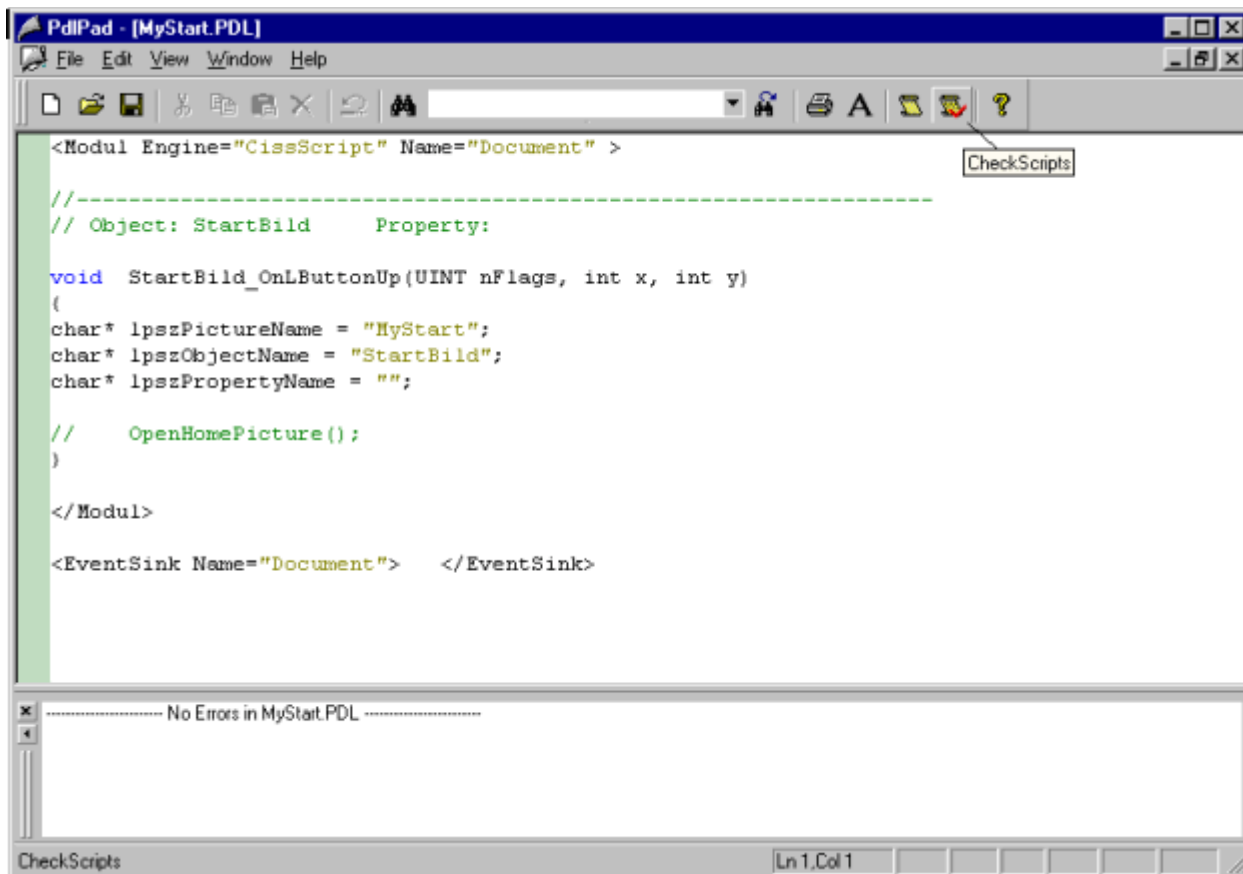 PdlPad - [MyStart.PDL]
File Edit View Window Help
A ?
<Modul Engine="CissScript" Name="Document" >
CheckScripts
//------------------------------------------------------------------
// Object: StartBild Property:
void StartBild_OnLButtonUp(UINT nFlags, int x, int y)
{
char* lpszPictureName = "MyStart";
char* lpszObjectName = "StartBild";
char* lpszPropertyName = "";
// OpenHomePicture();
}
</Modul>
<EventSink Name="Document"> </EventSink>
------------------------- No Errors in MyStart.PDL -------------------------
CheckScripts Ln 1,Col 1